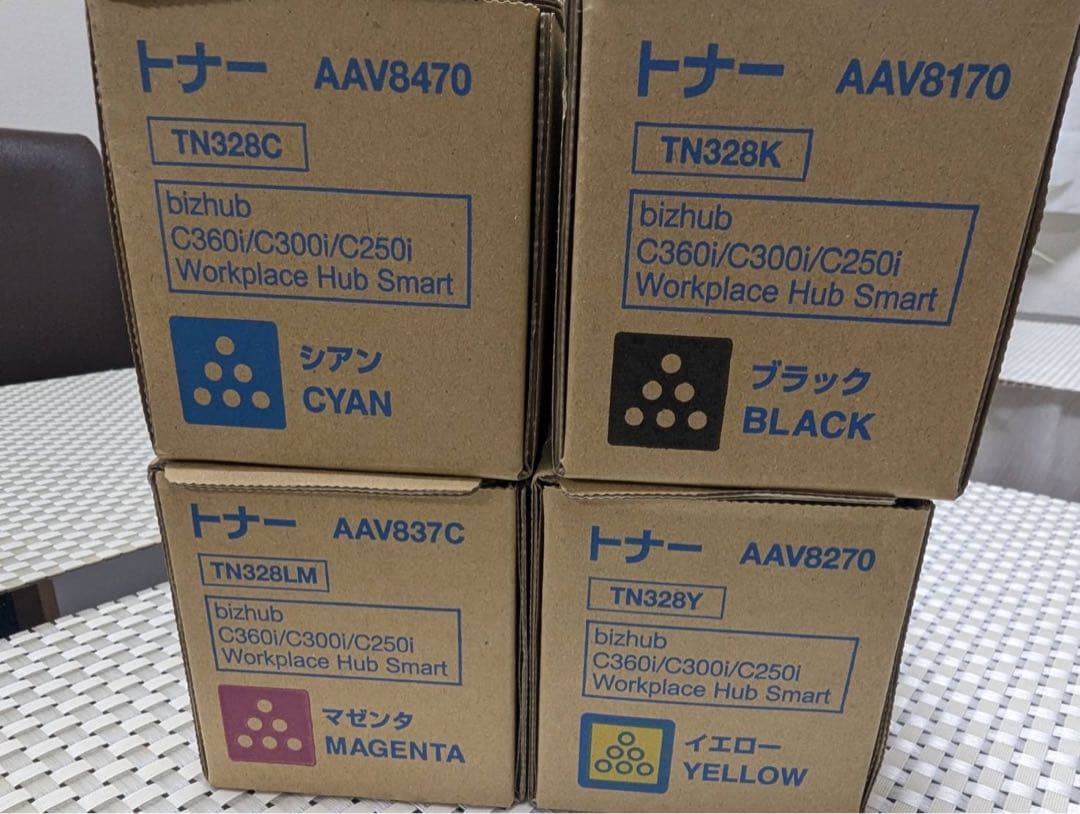 トナー AAV8470
TN328C
bizhub
C360i/C300i/C250i
Workplace Hub Smart
シアン
CYAN
トナー AAV8170
TN328K
bizhub
C360i/C300i/C250i
Workplace Hub Smart
ブラック
BLACK
トナー AAV837C
TN328LM
bizhub
C360i/C300i/C250i
Workplace Hub Smart
マゼンタ
MAGENTA
トナー AAV8270
TN328Y
bizhub
C360i/C300i/C250i
Workplace Hub Smart
イエロー
YELLOW